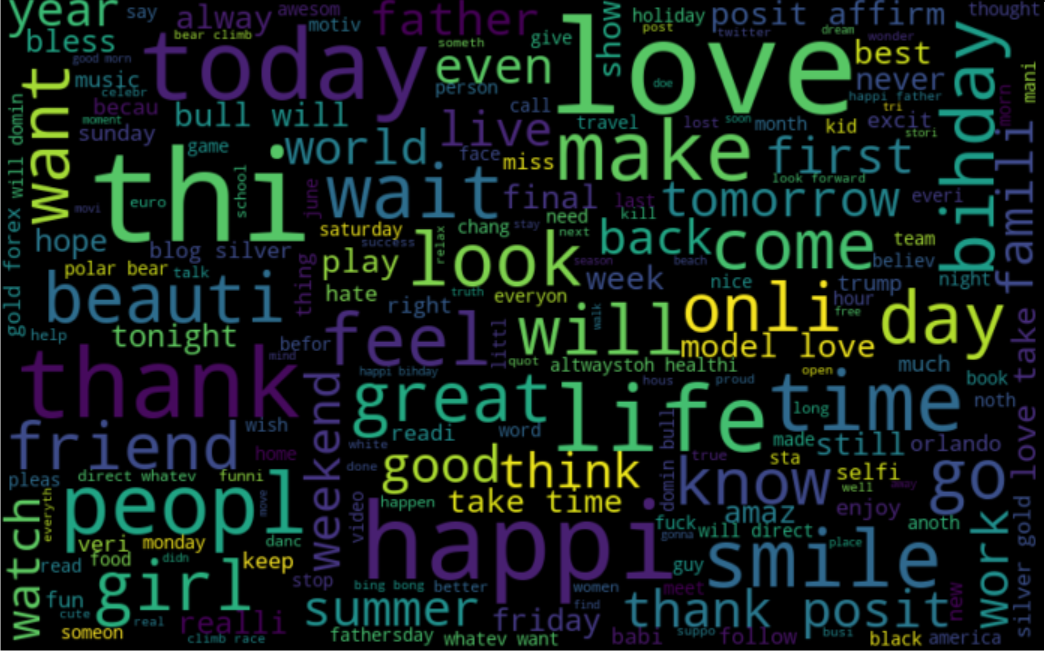 year
say
alway
awesom
father
holiday
posit affirm
thought
bless
bear climb
motiv
someth
give
show
post
twitter
dream
wonder
good morn
today
even
love
best
want
music
celebr
person
doe
never
mani
becau
moment
bull will
call
happi father
bihday
morn
sunday
game
live
travel
lost
soon
month
tri
kid
excit
stori
world.
face
miss
make
first
famili
thi
school
wait
look forward
gold forex will domin
euro
june
final
last
tomorrow
everi
movi
saturday
need
kill
hope
blog silver
success
chang
stay
next
back
come
team
relax
believ
polar bear
talk
thing
play
look
season
beach
week
nice
trump
night
beauti
hate
right
truth
everyon
onli
hour
free
day
help
tonight
befor
feel
littl
will
walk
model love
thank
mind
quot
altwaystoh healthi
open
much
happi bihday
hous
proud
book
great
life
time
noth
friend
wish
weekend
readi
word
long
made
still
orlando
home
white
good
think
domin bull
true
sta
selfi
pleas
direct whatev
funni
done
know
well
away
go
silver gold love take
peopl
everyth
move
happen
take time
amaz
enjoy
watch
video
happi
fuck
gonna
will direct
anoth
veri
monday
danc
place
work
read
food
didn
keep
guy
smile
girl
stop
bing bong
better
women
meet
new
fun
cute
real
realli
summer
find
friday
thank posit
someon
climb race
fathersday
whatev want
babi
suppo
follow
busi
black
america